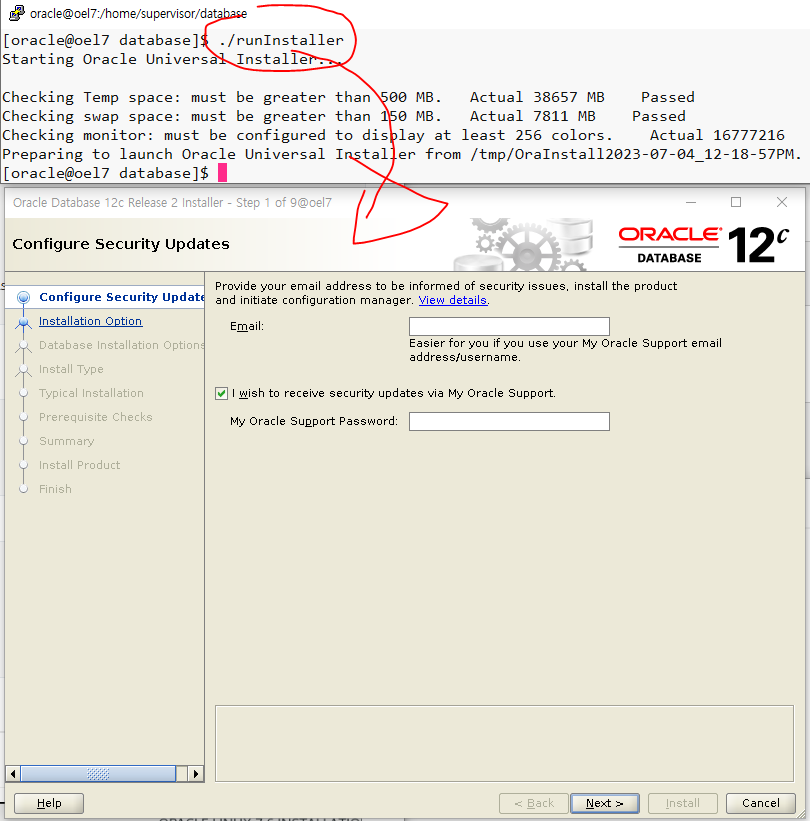 oracle@oel7:/home/supervisor/database
[oracle@oel7 database]$ ./runInstaller
Starting Oracle Universal Installer...
Checking Temp space: must be greater than 500 MB.   Actual 38657 MB    Passed
Checking swap space: must be greater than 150 MB.   Actual 7811 MB    Passed
Checking monitor: must be configured to display at least 256 colors.    Actual 16777216
Preparing to launch Oracle Universal Installer from /tmp/OraInstall2023-07-04_12-18-57PM.
[oracle@oel7 database]$
Oracle Database 12c Release 2 Installer - Step 1 of 9@oel7
Configure Security Updates
ORACLE®
DATABASE
12c
Configure Security Update
Installation Option
Database Installation Options
Install Type
Typical Installation
Prerequisite Checks
Summary
Install Product
Finish
Provide your email address to be informed of security issues, install the product
and initiate configuration manager. View details.
Email:
Easier for you if you use your My Oracle Support email
address/username.
I wish to receive security updates via My Oracle Support.
My Oracle Support Password:
Help
< Back
Next >
Install
Cancel